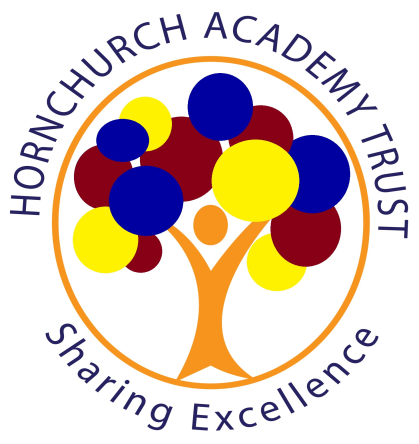 HORNCHURCH ACADEMY TRUST
Sharing Excellence